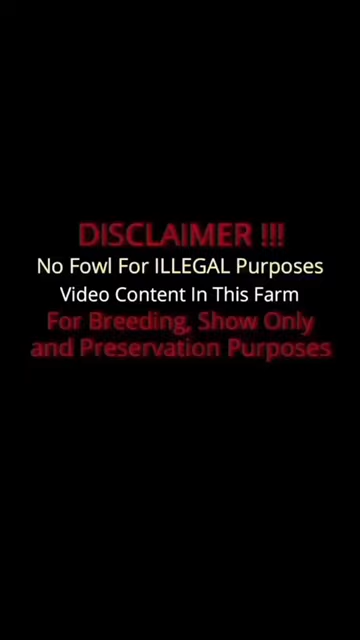 DISCLAIMER !!!
No Fowl For ILLEGAL Purposes
Video Content In This Farm
For Breeding, Show Only
and Preservation Purposes